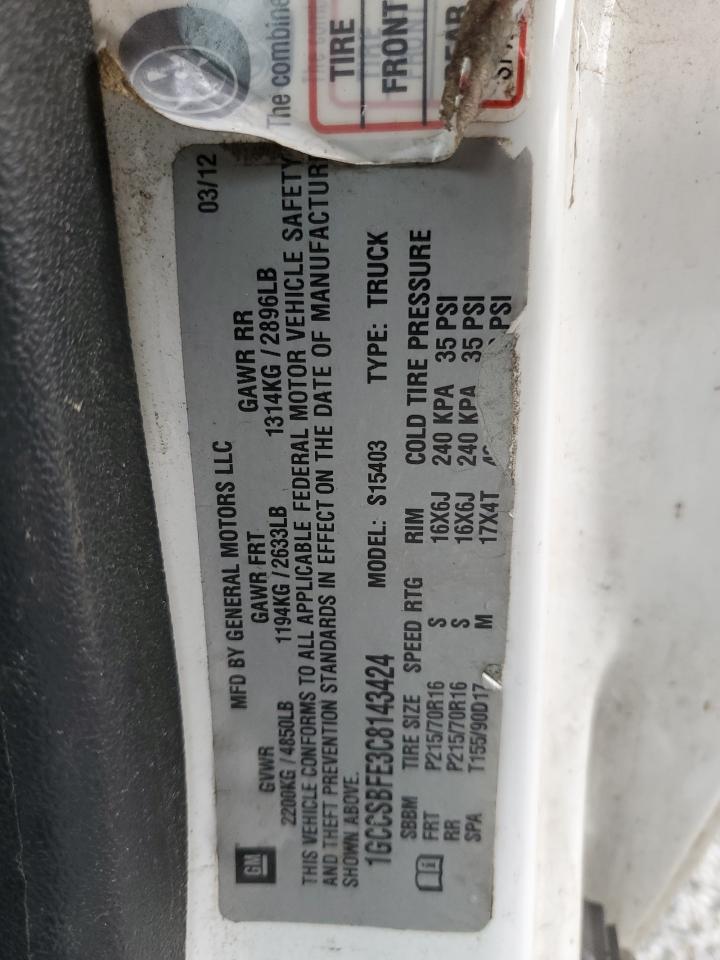 The combine
TIRE
FRONT
MFD BY GENERAL MOTORS LLC 03/12
GVWR GAWR FRT GAWR RR
2200KG / 4850LB 1194KG / 2633LB 1314KG / 2896LB
THIS VEHICLE CONFORMS TO ALL APPLICABLE FEDERAL MOTOR VEHICLE SAFETY
AND THEFT PREVENTION STANDARDS IN EFFECT ON THE DATE OF MANUFACTUR
SHOWN ABOVE.
1GCCSBFE3C8143424 MODEL: S15403 TYPE: TRUCK
SBBM TIRE SIZE SPEED RTG RIM COLD TIRE PRESSURE
FRT P215/70R16 S 16X6J 240 KPA 35 PSI
RR P215/70R16 S 16X6J 240 KPA 35 PSI
SPA T155/90D17 M 17X4T PSI
GM